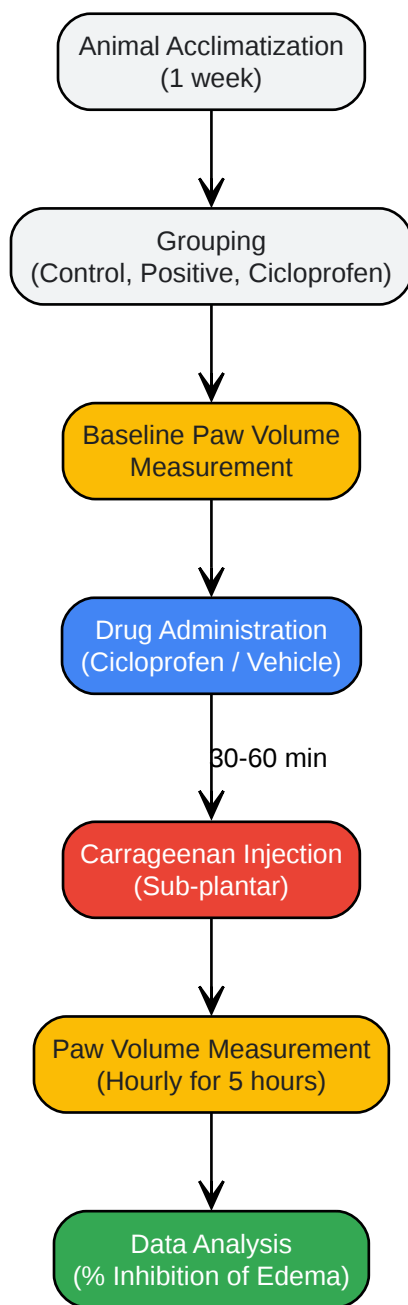 Animal Acclimatization
(1 week)
Grouping
(Control, Positive, Cicloprofen)
Baseline Paw Volume
Measurement
Drug Administration
(Cicloprofen / Vehicle)
30-60 min
Carrageenan Injection
(Sub-plantar)
Paw Volume Measurement
(Hourly for 5 hours)
Data Analysis
(% Inhibition of Edema)